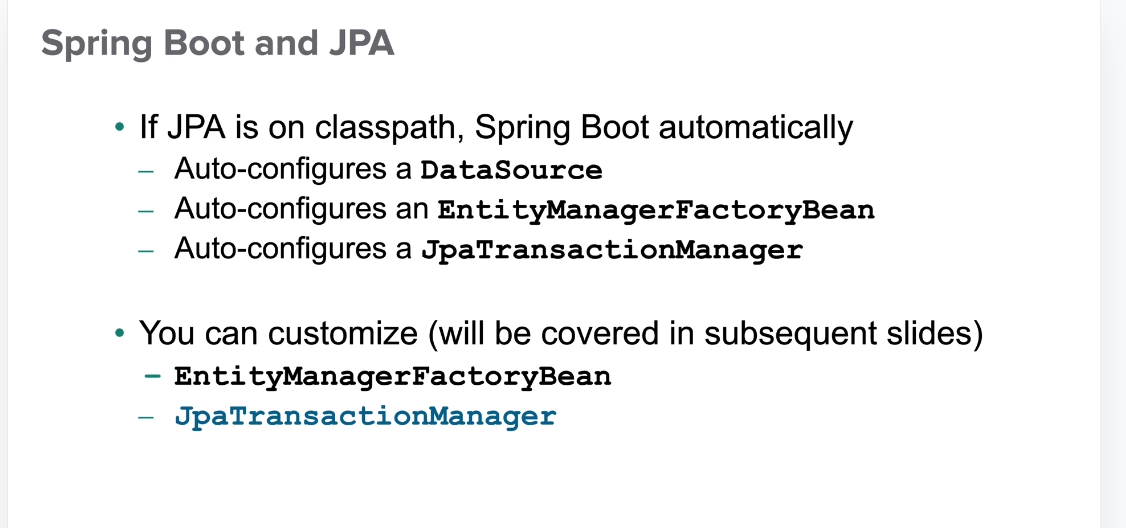 Spring Boot and JPA
• If JPA is on classpath, Spring Boot automatically
– Auto-configures a DataSource
– Auto-configures an EntityManagerFactoryBean
– Auto-configures a JpaTransactionManager
• You can customize (will be covered in subsequent slides)
– EntityManagerFactoryBean
– JpaTransactionManager